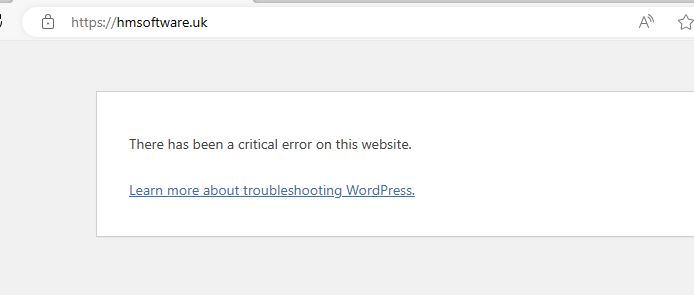 https://hmsoftware.uk
There has been a critical error on this website.
Learn more about troubleshooting WordPress.